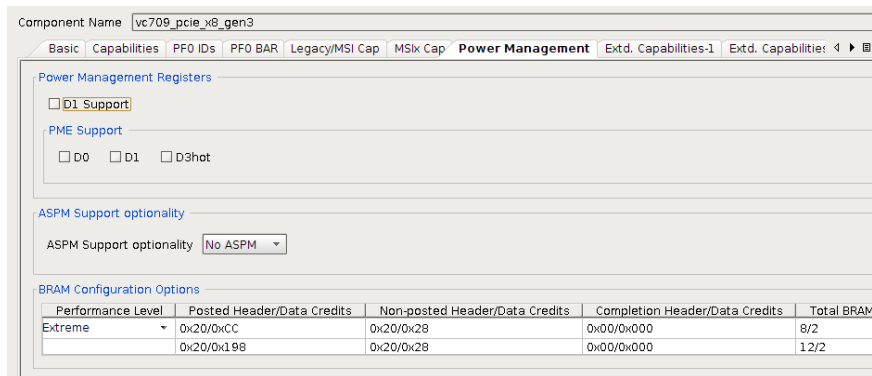 Component Name vc709_pcie_x8_gen3
Basic Capabilities PF0 IDs PF0 BAR Legacy/MSI Cap MSIx Cap Power Management Extd. Capabilities-1 Extd. Capabilities
Power Management Registers
D1 Support
PME Support
D0 D1 D3hot
ASPM Support optionality
ASPM Support optionality No ASPM
BRAM Configuration Options
Performance Level Posted Header/Data Credits Non-posted Header/Data Credits Completion Header/Data Credits Total BRAM
Extreme 0x20/0xCC 0x20/0x28 0x00/0x000 8/2
0x20/0x198 0x20/0x28 0x00/0x000 12/2